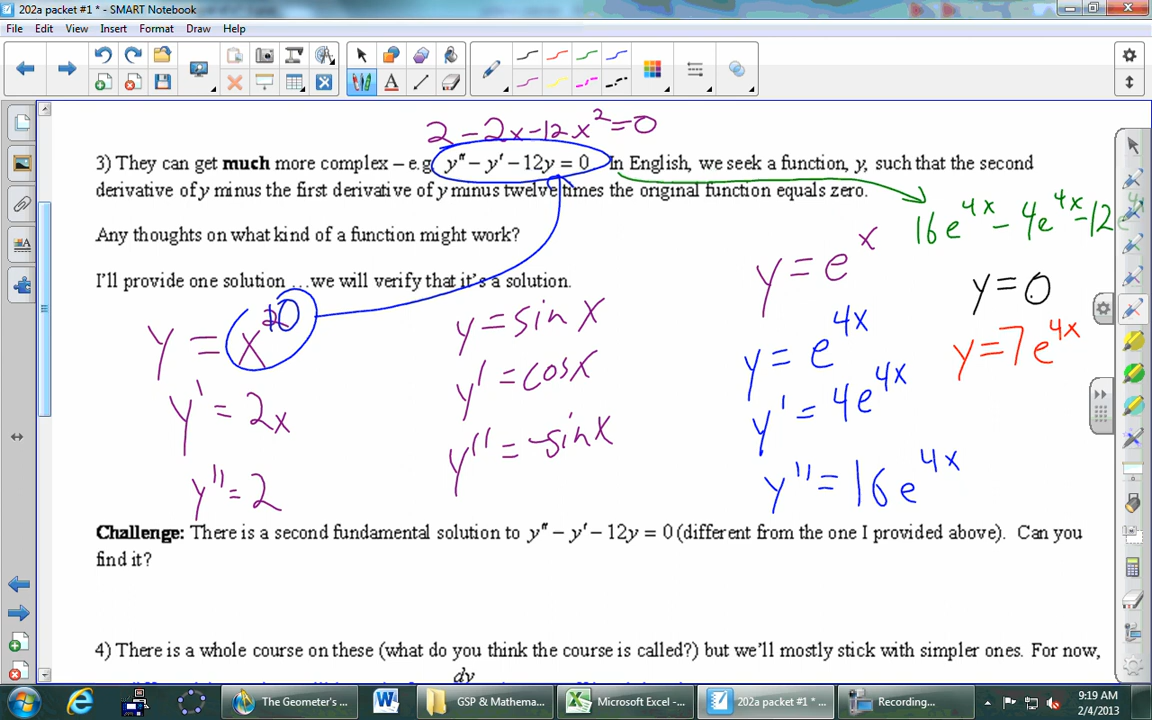 202a packet #1 * - SMART Notebook
File Edit View Insert Format Draw Help
2 - 2x - 12x² = 0
3) They can get much more complex – e.g. y″ − y′ − 12y = 0 In English, we seek a function, y, such that the second
derivative of y minus the first derivative of y minus twelve times the original function equals zero.
16e^4x - 4e^4x - 12e^4x
Any thoughts on what kind of a function might work?
I'll provide one solution …we will verify that it's a solution.
y = e^x
y = 0
y = sin x
y = e^4x
y = 7e^4x
y' = cos x
y' = 4e^4x
y' = 2x
y'' = -sin x
y'' = 16e^4x
y'' = 2
Challenge: There is a second fundamental solution to y″ − y′ − 12y = 0 (different from the one I provided above). Can you
find it?
4) There is a whole course on these (what do you think the course is called?) but we'll mostly stick with simpler ones. For now,
dy
The Geometer's ...
GSP & Mathema...
Microsoft Excel -...
202a packet #1 * ...
Recording...
9:19 AM
2/4/2013